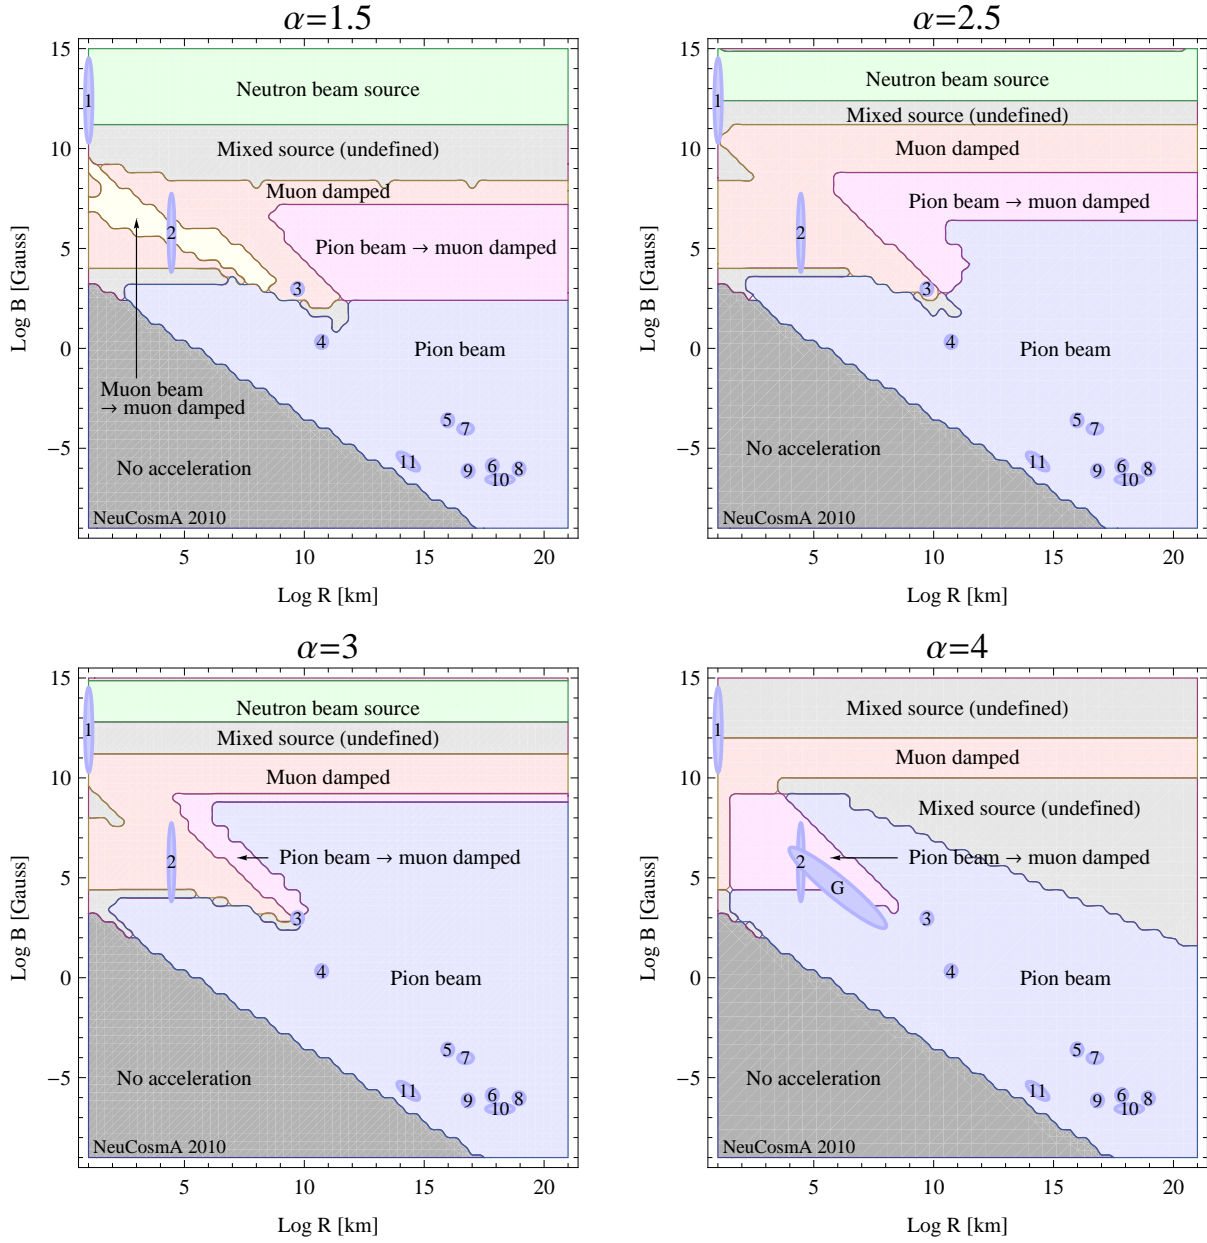 α=1.5
15
10
5
0
−5
Log B [Gauss]
Neutron beam source
1
Mixed source (undefined)
Muon damped
2
Pion beam → muon damped
3
4
Pion beam
Muon beam
→ muon damped
5
7
No acceleration
11
9
6
8
10
NeuCosmA 2010
5
10
15
20
Log R [km]
α=2.5
15
10
5
0
−5
Log B [Gauss]
Neutron beam source
1
Mixed source (undefined)
Muon damped
Pion beam → muon damped
2
3
4
Pion beam
5
7
No acceleration
11
9
6
8
10
NeuCosmA 2010
5
10
15
20
Log R [km]
α=3
15
10
5
0
−5
Log B [Gauss]
Neutron beam source
1
Mixed source (undefined)
Muon damped
2
Pion beam → muon damped
3
4
Pion beam
5
7
No acceleration
11
9
6
8
10
NeuCosmA 2010
5
10
15
20
Log R [km]
α=4
15
10
5
0
−5
Log B [Gauss]
Mixed source (undefined)
1
Muon damped
Mixed source (undefined)
2
Pion beam → muon damped
G
3
4
Pion beam
5
7
No acceleration
11
9
6
8
10
NeuCosmA 2010
5
10
15
20
Log R [km]